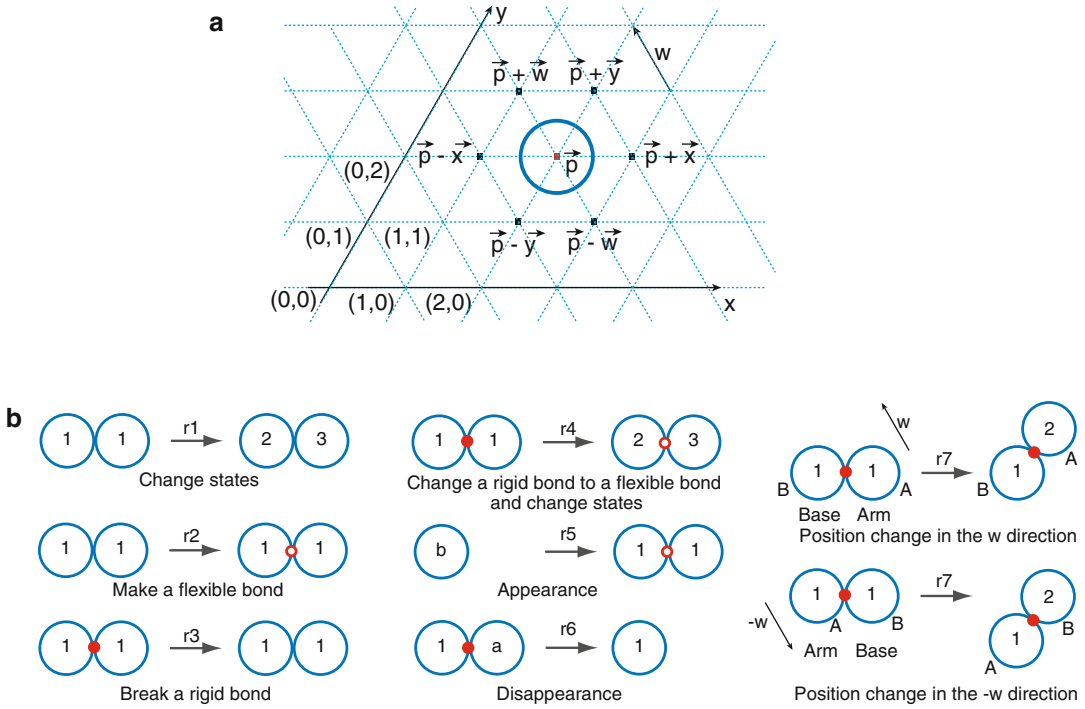 a
y
w
p + w p + y
p - x p p + x
(0,2)
(0,1) (1,1)
p - y p - w
(0,0) (1,0) (2,0) x
b
1 1 r1 2 3
Change states
1 1 r2 1 1
Make a flexible bond
1 1 r3 1 1
Break a rigid bond
1 1 r4 2 3
Change a rigid bond to a flexible bond
and change states
b r5 1 1
Appearance
1 a r6 1
Disappearance
w
B 1 1 A r7 1 2 B A
Base Arm
Position change in the w direction
-w
1 1 A B r7 1 2 A B
Arm Base
Position change in the -w direction